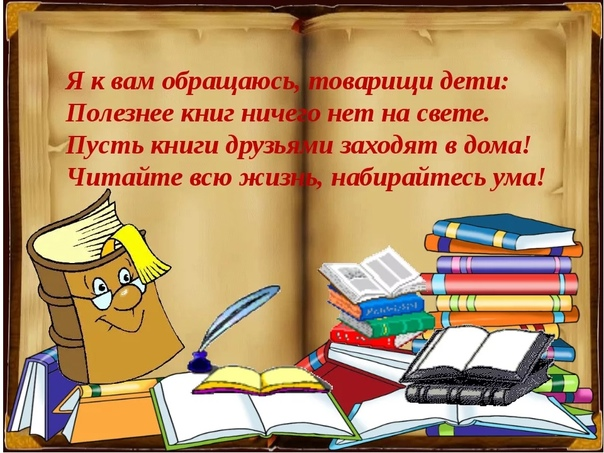 Я к вам обращаюсь, товарищи дети:
Полезнее книг ничего нет на свете.
Пусть книги друзьями заходят в дома!
Читайте всю жизнь, набирайтесь ума!